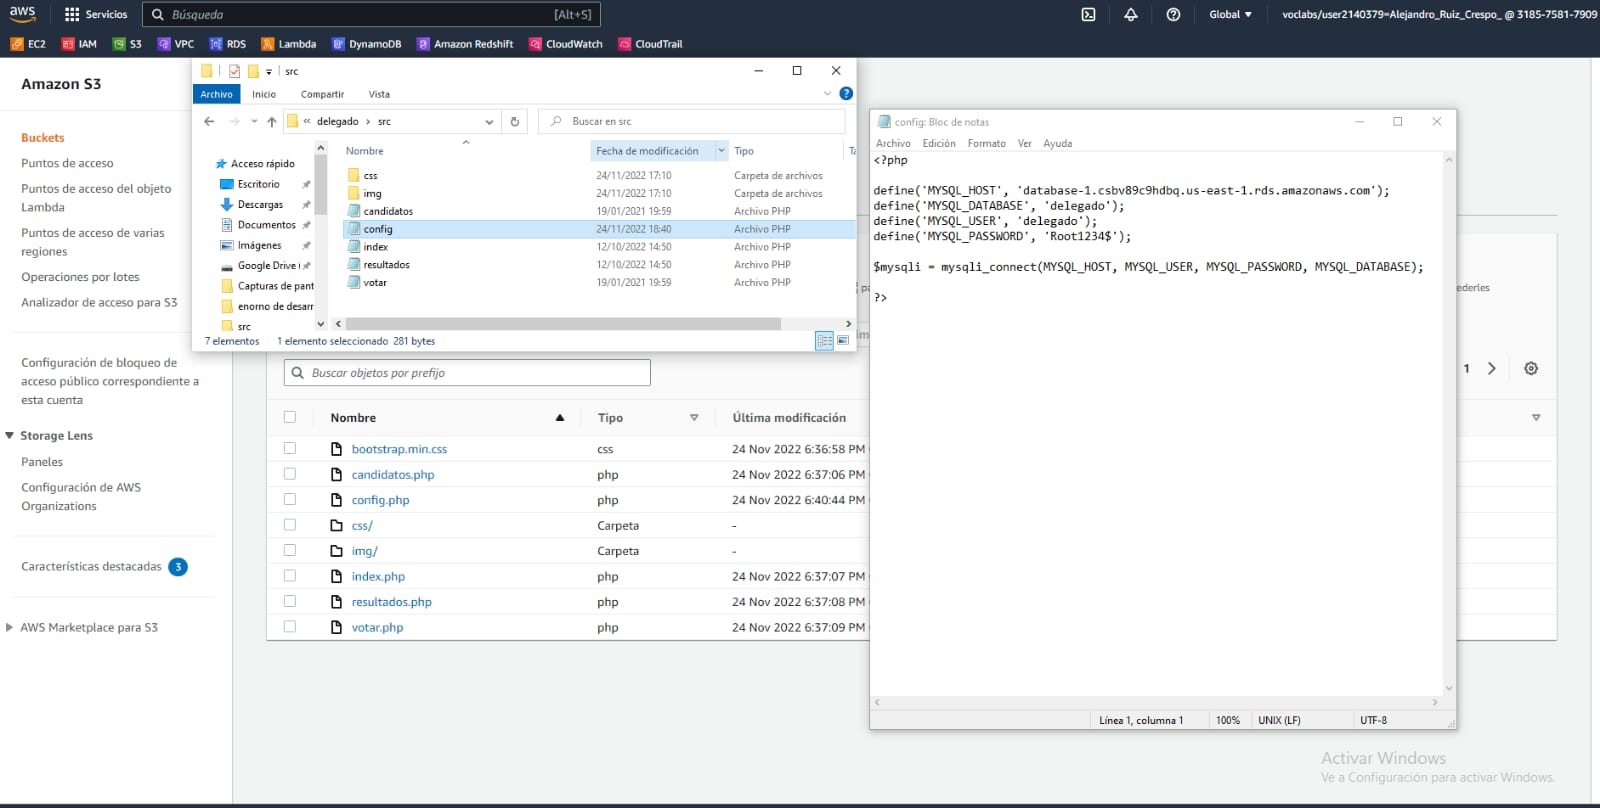 aws
Servicios
Búsqueda
[Alt+S]
Global
voclabs/user2140379=Alejandro_Ruiz_Crespo_ @ 3185-7581-7909
EC2
IAM
S3
VPC
RDS
Lambda
DynamoDB
Amazon Redshift
CloudWatch
CloudTrail
Amazon S3
Buckets
Puntos de acceso
Puntos de acceso del objeto
Lambda
Puntos de acceso de varias
regiones
Operaciones por lotes
Analizador de acceso para S3
Configuración de bloqueo de
acceso público correspondiente a
esta cuenta
Storage Lens
Paneles
Configuración de AWS
Organizations
Características destacadas 3
AWS Marketplace para S3
src
Archivo
Inicio
Compartir
Vista
« delegado > src
Buscar en src
Acceso rápido
Escritorio
Descargas
Documentos
Imágenes
Google Drive (
Capturas de pant
enorno de desarr
src
Nombre Fecha de modificación Tipo
css 24/11/2022 17:10 Carpeta de archivos
img 24/11/2022 17:10 Carpeta de archivos
candidatos 19/01/2021 19:59 Archivo PHP
config 24/11/2022 18:40 Archivo PHP
index 12/10/2022 14:50 Archivo PHP
resultados 12/10/2022 14:50 Archivo PHP
votar 19/01/2021 19:59 Archivo PHP
7 elementos 1 elemento seleccionado 281 bytes
ederles
Buscar objetos por prefijo
1
Nombre Tipo Última modificación
bootstrap.min.css css 24 Nov 2022 6:36:58 PM
candidatos.php php 24 Nov 2022 6:37:06 PM
config.php php 24 Nov 2022 6:40:44 PM
css/ Carpeta -
img/ Carpeta -
index.php php 24 Nov 2022 6:37:07 PM
resultados.php php 24 Nov 2022 6:37:08 PM
votar.php php 24 Nov 2022 6:37:09 PM
config: Bloc de notas
Archivo Edición Formato Ver Ayuda
<?php
define('MYSQL_HOST', 'database-1.csbv89c9hdbq.us-east-1.rds.amazonaws.com');
define('MYSQL_DATABASE', 'delegado');
define('MYSQL_USER', 'delegado');
define('MYSQL_PASSWORD', 'Root1234$');
$mysqli = mysqli_connect(MYSQL_HOST, MYSQL_USER, MYSQL_PASSWORD, MYSQL_DATABASE);
?>
Línea 1, columna 1 100% UNIX (LF) UTF-8
Activar Windows
Ve a Configuración para activar Windows.